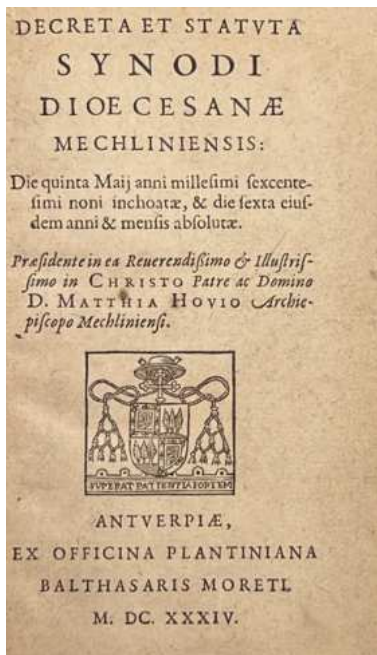 DECRETA ET STATVTA
SYNODI
DIOECESANÆ
MECHLINIENSIS:
Die quinta Maij anni millesimi sexcente-
simi noni inchoatæ, & die sexta eius-
dem anni & mensis absolutæ.
Præsidente in ea Reuerendissimo & Illustris-
simo in CHRISTO Patre ac Domino
D. MATTHIA HOVIO Archie-
piscopo Mechliniensi.
SVPERAT PATIENTIA
ANTVERPIÆ,
EX OFFICINA PLANTINIANA
BALTHASARIS MORETI.
M. DC. XXXIV.